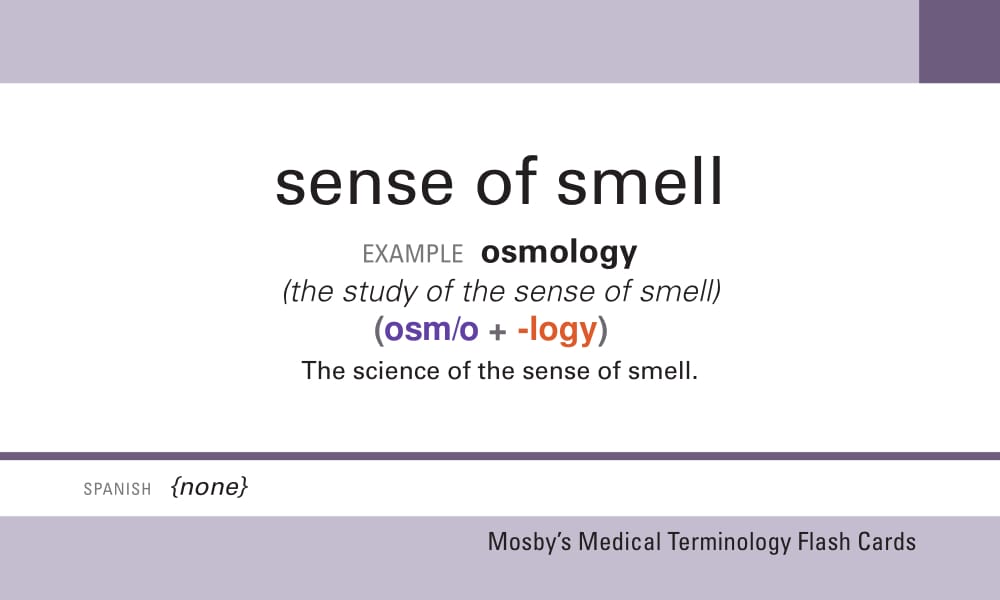 sense of smell
EXAMPLE osmology
(the study of the sense of smell)
(osm/o + -logy)
The science of the sense of smell.
SPANISH {none}
Mosby’s Medical Terminology Flash Cards